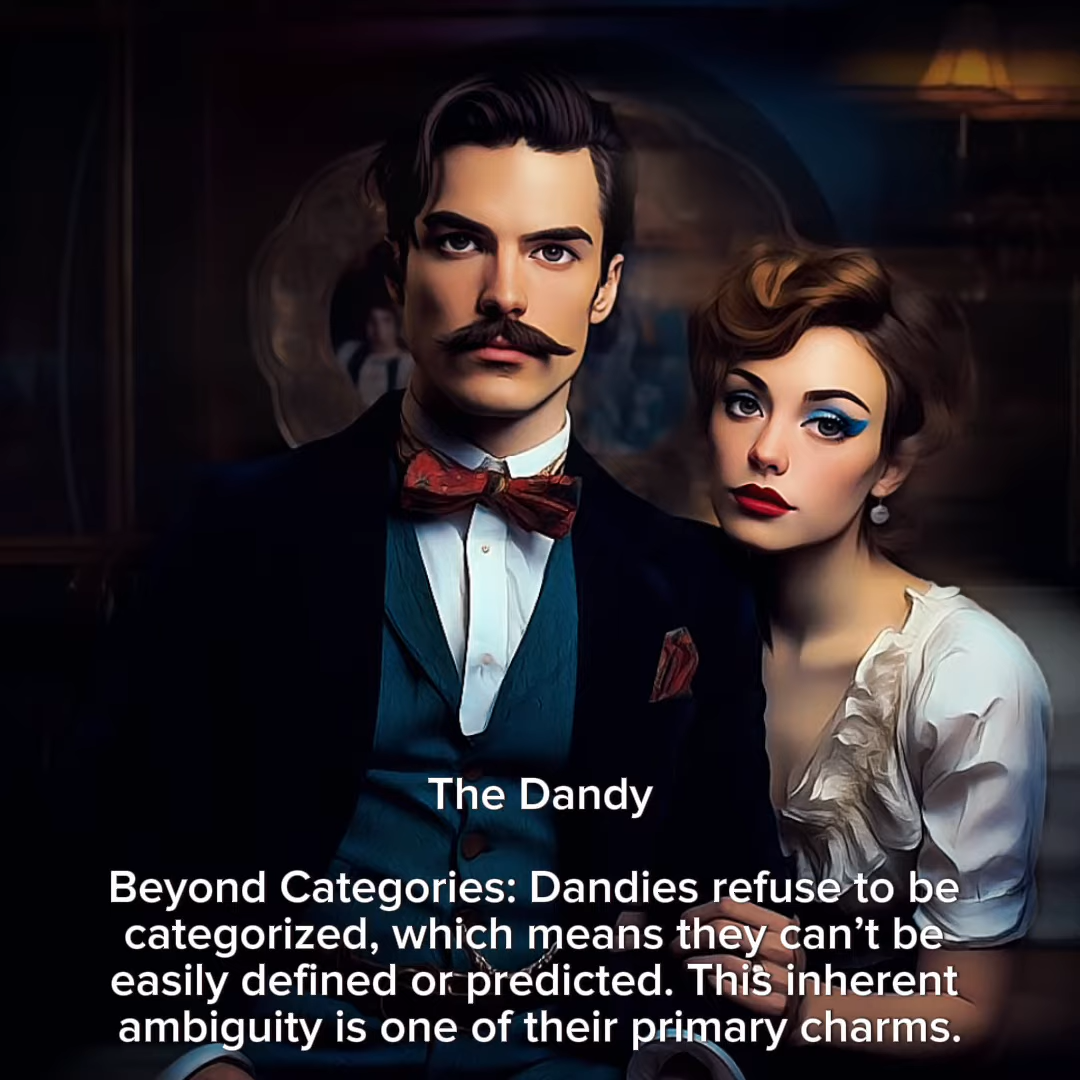 The Dandy
Beyond Categories: Dandies refuse to be
categorized, which means they can’t be
easily defined or predicted. This inherent
ambiguity is one of their primary charms.